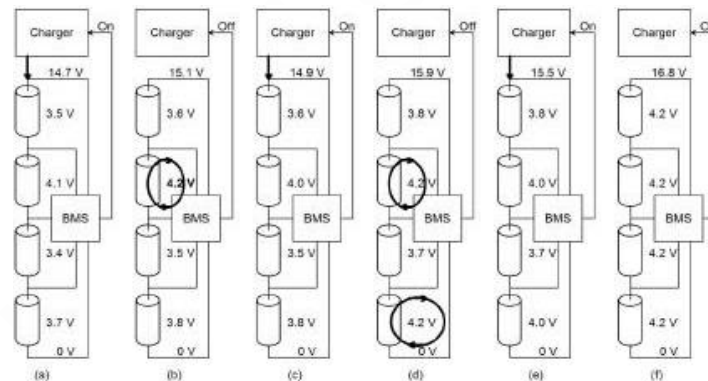 Charger On
14.7 V
3.5 V
4.1 V
BMS
3.4 V
3.7 V
0 V
(a)
Charger Off
15.1 V
3.6 V
4.2 V
BMS
3.5 V
3.8 V
0 V
(b)
Charger On
14.9 V
3.6 V
4.0 V
BMS
3.5 V
3.8 V
0 V
(c)
Charger Off
15.9 V
3.8 V
4.2 V
BMS
3.7 V
4.2 V
0 V
(d)
Charger On
15.5 V
3.8 V
4.0 V
BMS
3.7 V
4.0 V
0 V
(e)
Charger
16.8 V
4.2 V
4.2 V
BMS
4.2 V
4.2 V
0 V
(f)